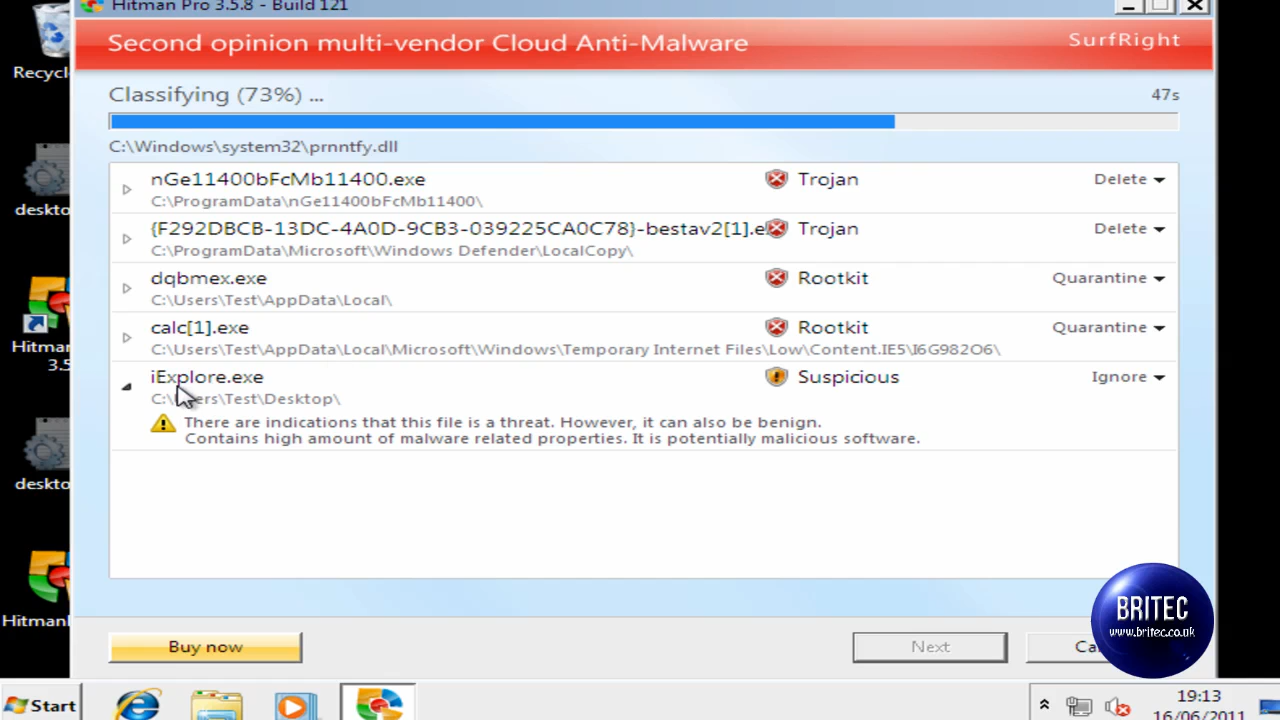 Hitman Pro 3.5.8 - Build 121
Second opinion multi-vendor Cloud Anti-Malware
SurfRight
Recycl
Classifying (73%) ...
47s
C:\Windows\system32\prnntfy.dll
nGe11400bFcMb11400.exe
Trojan
Delete
C:\ProgramData\nGe11400bFcMb11400\
deskto
{F292DBCB-13DC-4A0D-9CB3-039225CA0C78}-bestav2[1].e
Trojan
Delete
C:\ProgramData\Microsoft\Windows Defender\LocalCopy\
dqbmex.exe
Rootkit
Quarantine
C:\Users\Test\AppData\Local\
calc[1].exe
Rootkit
Quarantine
C:\Users\Test\AppData\Local\Microsoft\Windows\Temporary Internet Files\Low\Content.IE5\I6G982O6\
Hitman
3.5
iExplore.exe
Suspicious
Ignore
C:\Users\Test\Desktop\
There are indications that this file is a threat. However, it can also be benign.
Contains high amount of malware related properties. It is potentially malicious software.
deskto
Hitman
BRITEC
www.britec.co.uk
Buy now
Next
Ca
Start
19:13
16/06/2011